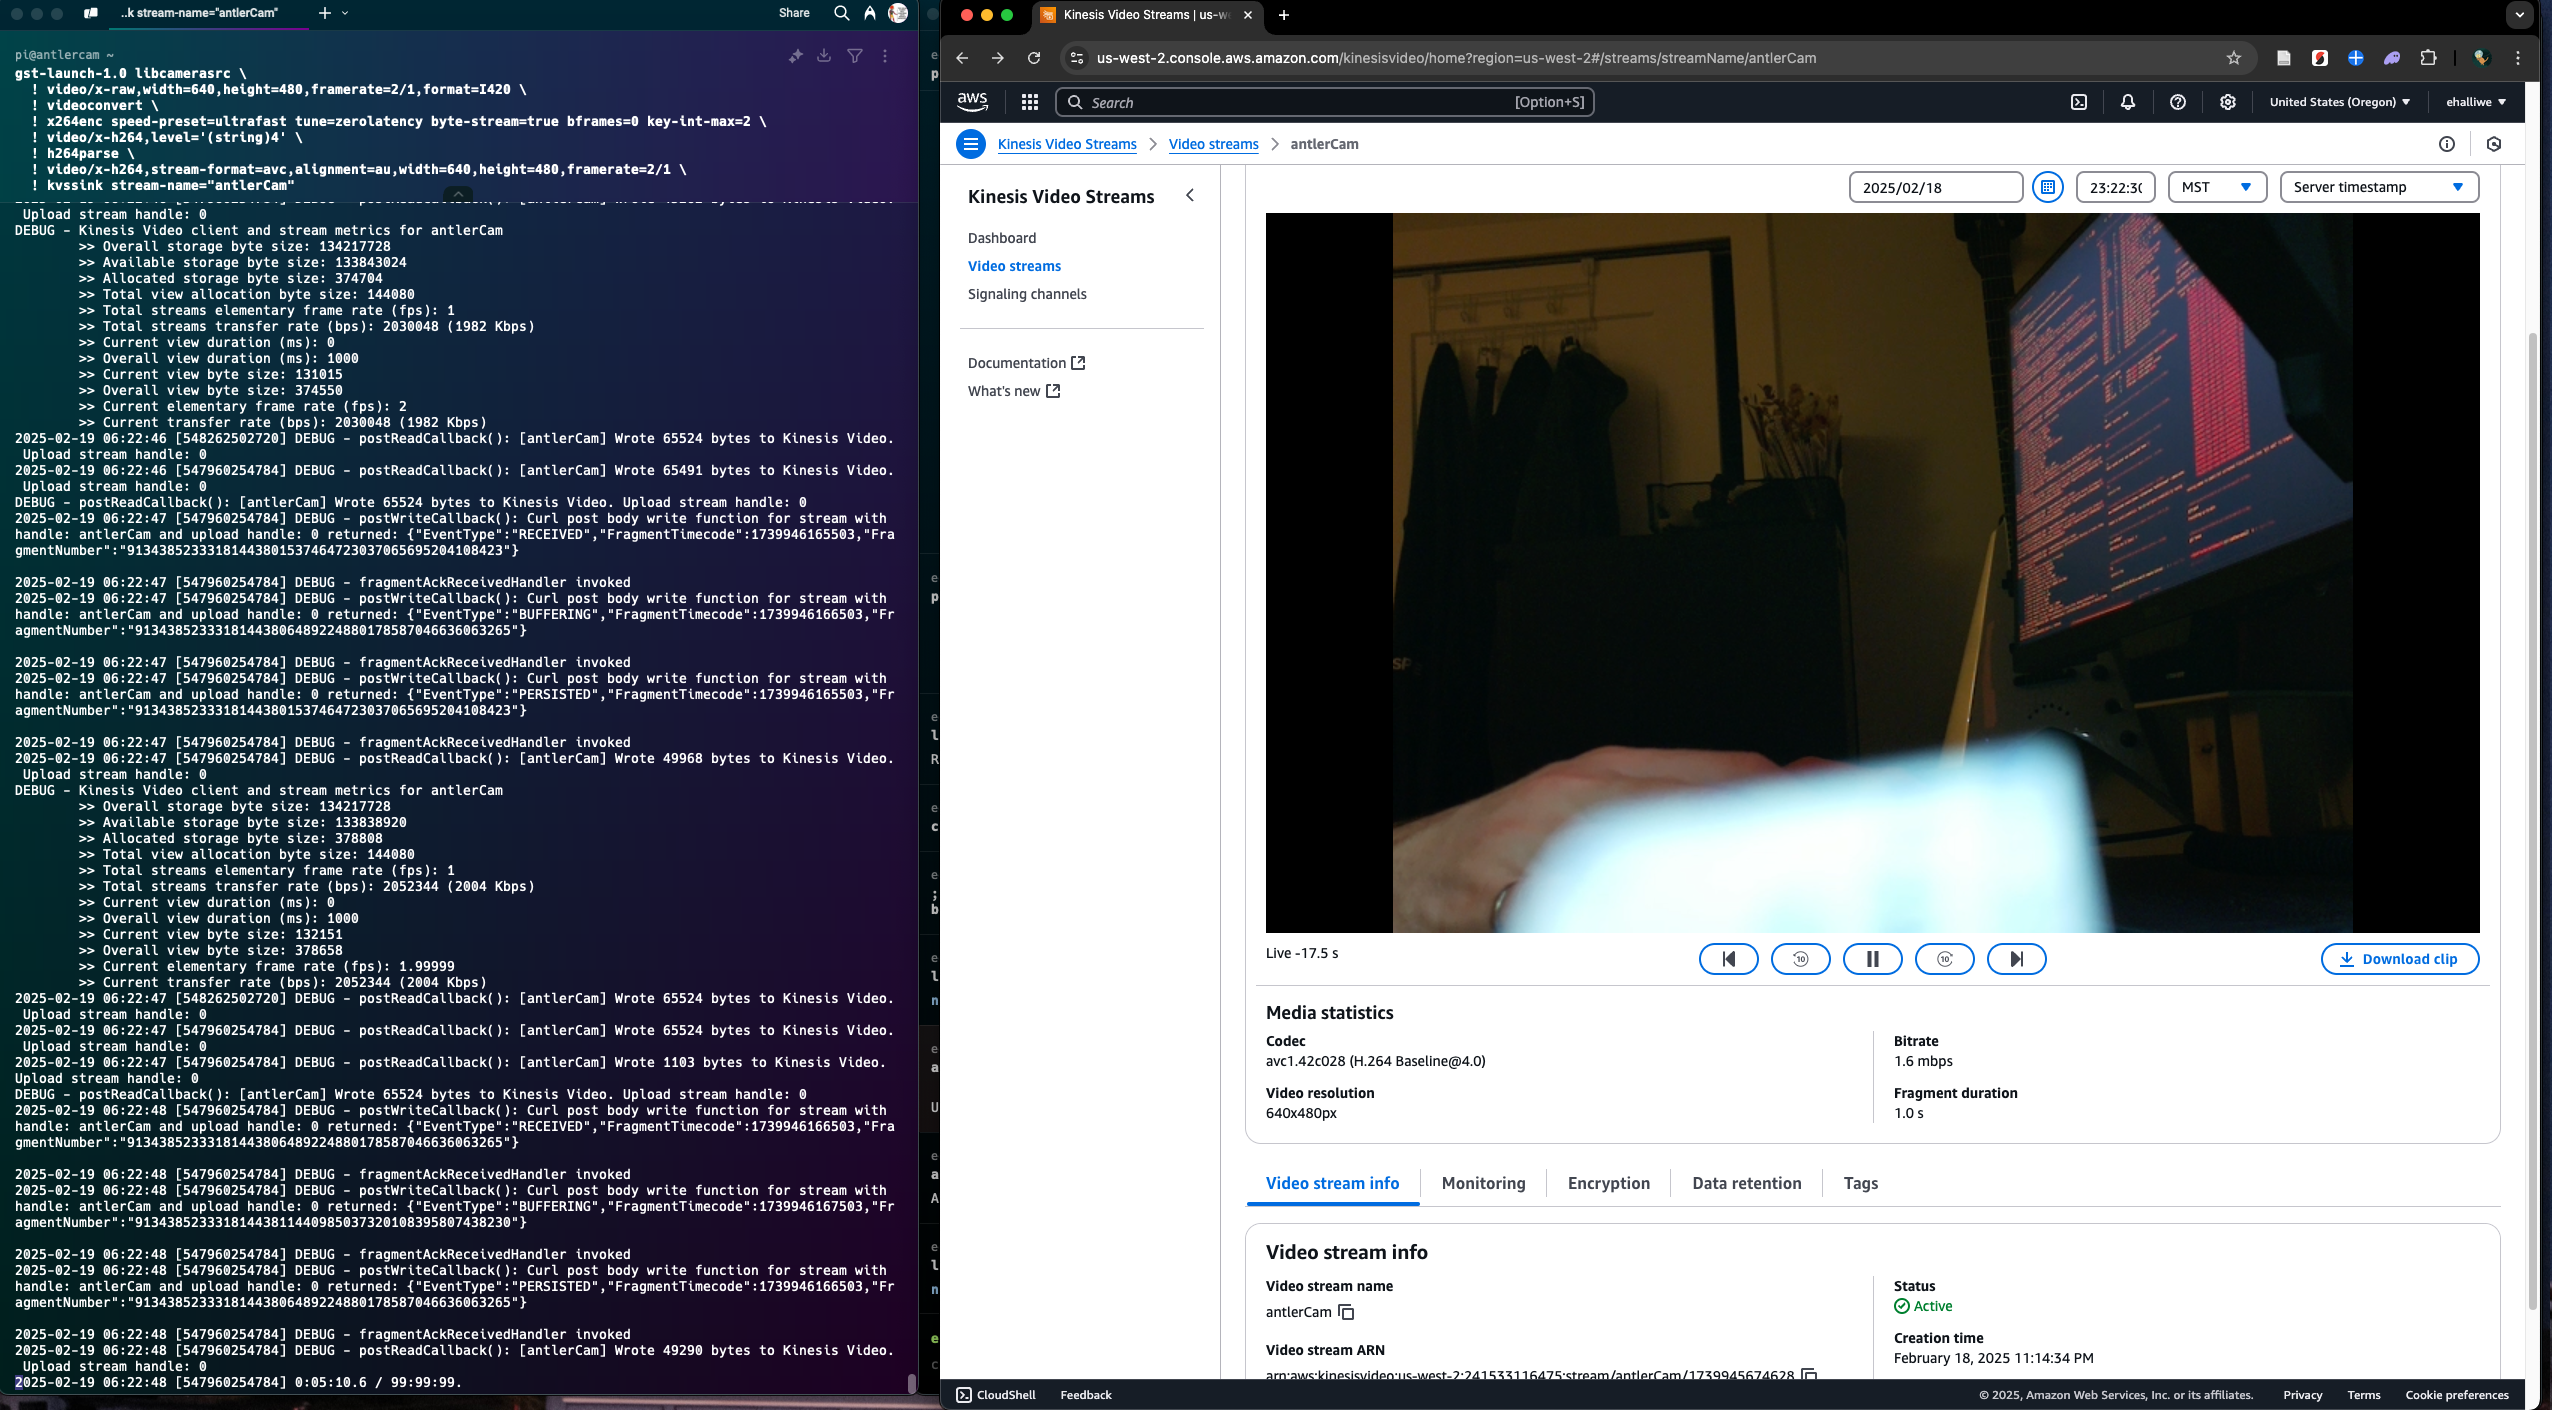 ..k stream-name="antlerCam"
Share
pi@antlercam ~
gst-launch-1.0 libcamerasrc \
! video/x-raw,width=640,height=480,framerate=2/1,format=I420 \
! videoconvert \
! x264enc speed-preset=ultrafast tune=zerolatency byte-stream=true bframes=0 key-int-max=2 \
! video/x-h264,level='(string)4' \
! h264parse \
! video/x-h264,stream-format=avc,alignment=au,width=640,height=480,framerate=2/1 \
! kvssink stream-name="antlerCam"
Upload stream handle: 0
DEBUG - Kinesis Video client and stream metrics for antlerCam
>> Overall storage byte size: 134217728
>> Available storage byte size: 133843024
>> Allocated storage byte size: 374704
>> Total view allocation byte size: 144080
>> Total streams elementary frame rate (fps): 1
>> Total streams transfer rate (bps): 2030048 (1982 Kbps)
>> Current view duration (ms): 0
>> Overall view duration (ms): 1000
>> Current view byte size: 131015
>> Overall view byte size: 374550
>> Current elementary frame rate (fps): 2
>> Current transfer rate (bps): 2030048 (1982 Kbps)
2025-02-19 06:22:46 [548262502720] DEBUG - postReadCallback(): [antlerCam] Wrote 65524 bytes to Kinesis Video.
Upload stream handle: 0
2025-02-19 06:22:46 [547960254784] DEBUG - postReadCallback(): [antlerCam] Wrote 65491 bytes to Kinesis Video.
Upload stream handle: 0
DEBUG - postReadCallback(): [antlerCam] Wrote 65524 bytes to Kinesis Video. Upload stream handle: 0
2025-02-19 06:22:47 [547960254784] DEBUG - postWriteCallback(): Curl post body write function for stream with
handle: antlerCam and upload handle: 0 returned: {"EventType":"RECEIVED","FragmentTimecode":1739946165503,"Fra
gmentNumber":"91343852333181443801537464723037065695204108423"}
2025-02-19 06:22:47 [547960254784] DEBUG - fragmentAckReceivedHandler invoked
2025-02-19 06:22:47 [547960254784] DEBUG - postWriteCallback(): Curl post body write function for stream with
handle: antlerCam and upload handle: 0 returned: {"EventType":"BUFFERING","FragmentTimecode":1739946166503,"Fr
agmentNumber":"91343852333181443806489224880178587046636063265"}
2025-02-19 06:22:47 [547960254784] DEBUG - fragmentAckReceivedHandler invoked
2025-02-19 06:22:47 [547960254784] DEBUG - postWriteCallback(): Curl post body write function for stream with
handle: antlerCam and upload handle: 0 returned: {"EventType":"PERSISTED","FragmentTimecode":1739946165503,"Fr
agmentNumber":"91343852333181443801537464723037065695204108423"}
2025-02-19 06:22:47 [547960254784] DEBUG - fragmentAckReceivedHandler invoked
2025-02-19 06:22:47 [547960254784] DEBUG - postReadCallback(): [antlerCam] Wrote 49968 bytes to Kinesis Video.
Upload stream handle: 0
DEBUG - Kinesis Video client and stream metrics for antlerCam
>> Overall storage byte size: 134217728
>> Available storage byte size: 133838920
>> Allocated storage byte size: 378808
>> Total view allocation byte size: 144080
>> Total streams elementary frame rate (fps): 1
>> Total streams transfer rate (bps): 2052344 (2004 Kbps)
>> Current view duration (ms): 0
>> Overall view duration (ms): 1000
>> Current view byte size: 132151
>> Overall view byte size: 378658
>> Current elementary frame rate (fps): 1.99999
>> Current transfer rate (bps): 2052344 (2004 Kbps)
2025-02-19 06:22:47 [548262502720] DEBUG - postReadCallback(): [antlerCam] Wrote 65524 bytes to Kinesis Video.
Upload stream handle: 0
2025-02-19 06:22:47 [547960254784] DEBUG - postReadCallback(): [antlerCam] Wrote 65524 bytes to Kinesis Video.
Upload stream handle: 0
2025-02-19 06:22:47 [547960254784] DEBUG - postReadCallback(): [antlerCam] Wrote 1103 bytes to Kinesis Video.
Upload stream handle: 0
DEBUG - postReadCallback(): [antlerCam] Wrote 65524 bytes to Kinesis Video. Upload stream handle: 0
2025-02-19 06:22:48 [547960254784] DEBUG - postWriteCallback(): Curl post body write function for stream with
handle: antlerCam and upload handle: 0 returned: {"EventType":"RECEIVED","FragmentTimecode":1739946166503,"Fra
gmentNumber":"91343852333181443806489224880178587046636063265"}
2025-02-19 06:22:48 [547960254784] DEBUG - fragmentAckReceivedHandler invoked
2025-02-19 06:22:48 [547960254784] DEBUG - postWriteCallback(): Curl post body write function for stream with
handle: antlerCam and upload handle: 0 returned: {"EventType":"BUFFERING","FragmentTimecode":1739946167503,"Fr
agmentNumber":"91343852333181443811440985037320108395807438230"}
2025-02-19 06:22:48 [547960254784] DEBUG - fragmentAckReceivedHandler invoked
2025-02-19 06:22:48 [547960254784] DEBUG - postWriteCallback(): Curl post body write function for stream with
handle: antlerCam and upload handle: 0 returned: {"EventType":"PERSISTED","FragmentTimecode":1739946166503,"Fr
agmentNumber":"91343852333181443806489224880178587046636063265"}
2025-02-19 06:22:48 [547960254784] DEBUG - fragmentAckReceivedHandler invoked
2025-02-19 06:22:48 [547960254784] DEBUG - postReadCallback(): [antlerCam] Wrote 49290 bytes to Kinesis Video.
Upload stream handle: 0
2025-02-19 06:22:48 [547960254784] 0:05:10.6 / 99:99:99.
Kinesis Video Streams | us-w
us-west-2.console.aws.amazon.com/kinesisvideo/home?region=us-west-2#/streams/streamName/antlerCam
aws
Search
[Option+S]
United States (Oregon)
ehalliwe
Kinesis Video Streams
Video streams
antlerCam
Kinesis Video Streams
Dashboard
Video streams
Signaling channels
Documentation
What's new
2025/02/18
23:22:30
MST
Server timestamp
Live -17.5 s
10
10
Download clip
Media statistics
Codec
avc1.42c028 (H.264 Baseline@4.0)
Video resolution
640x480px
Bitrate
1.6 mbps
Fragment duration
1.0 s
Video stream info
Monitoring
Encryption
Data retention
Tags
Video stream info
Video stream name
antlerCam
Video stream ARN
arn:aws:kinesisvideo:us-west-2:241533116475:stream/antlerCam/1739945674628
Status
Active
Creation time
February 18, 2025 11:14:34 PM
CloudShell
Feedback
© 2025, Amazon Web Services, Inc. or its affiliates.
Privacy
Terms
Cookie preferences